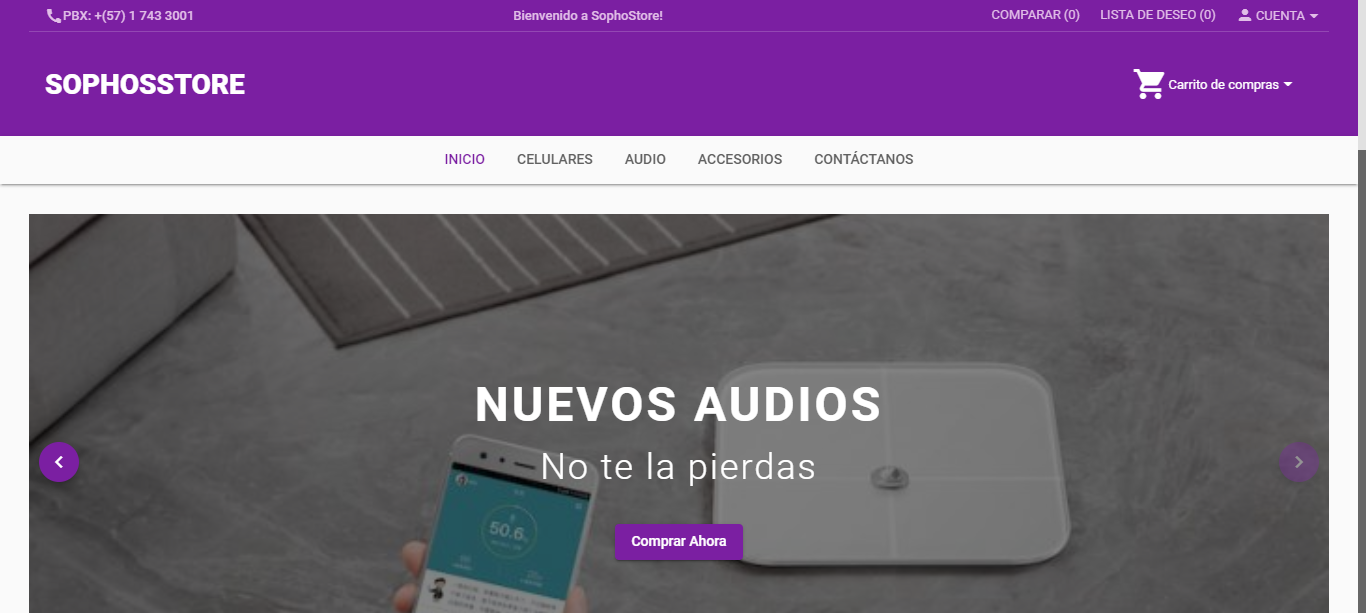 PBX: +(57) 1 743 3001
Bienvenido a SophoStore!
COMPARAR (0)
LISTA DE DESEO (0)
CUENTA
SOPHOSSTORE
Carrito de compras
INICIO
CELULARES
AUDIO
ACCESORIOS
CONTÁCTANOS
NUEVOS AUDIOS
No te la pierdas
50.6
Comprar Ahora